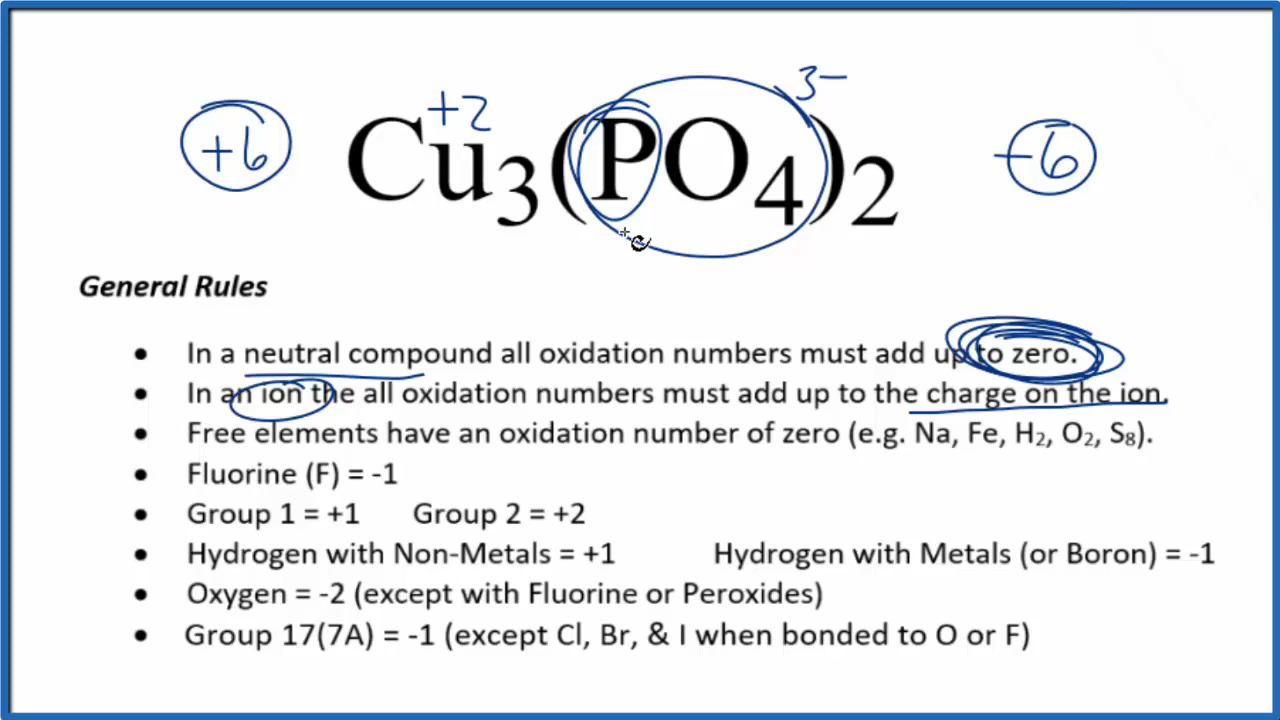 +2 3−
+6 Cu₃(PO₄)₂ −6
General Rules
• In a neutral compound all oxidation numbers must add up to zero.
• In an ion the all oxidation numbers must add up to the charge on the ion.
• Free elements have an oxidation number of zero (e.g. Na, Fe, H₂, O₂, S₈).
• Fluorine (F) = -1
• Group 1 = +1 Group 2 = +2
• Hydrogen with Non-Metals = +1 Hydrogen with Metals (or Boron) = -1
• Oxygen = -2 (except with Fluorine or Peroxides)
• Group 17(7A) = -1 (except Cl, Br, & I when bonded to O or F)